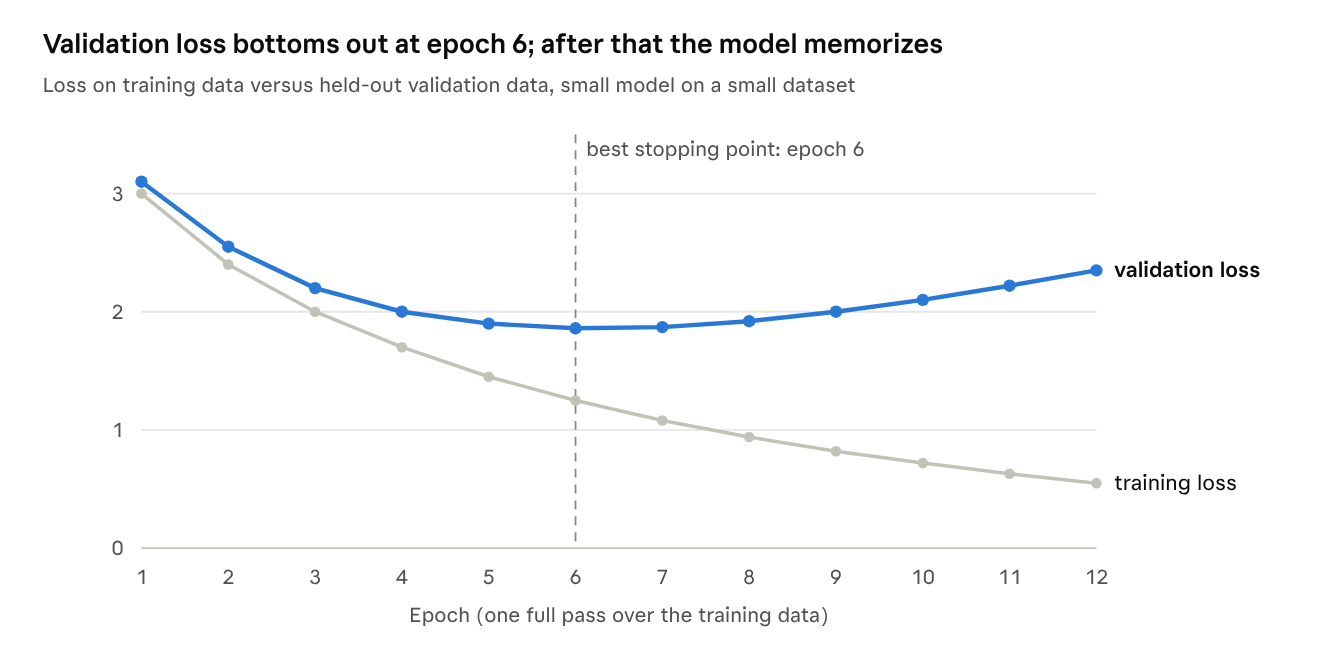 Validation loss bottoms out at epoch 6; after that the model memorizes
Loss on training data versus held-out validation data, small model on a small dataset
best stopping point: epoch 6
3
validation loss
2
1
training loss
0
1 2 3 4 5 6 7 8 9 10 11 12
Epoch (one full pass over the training data)